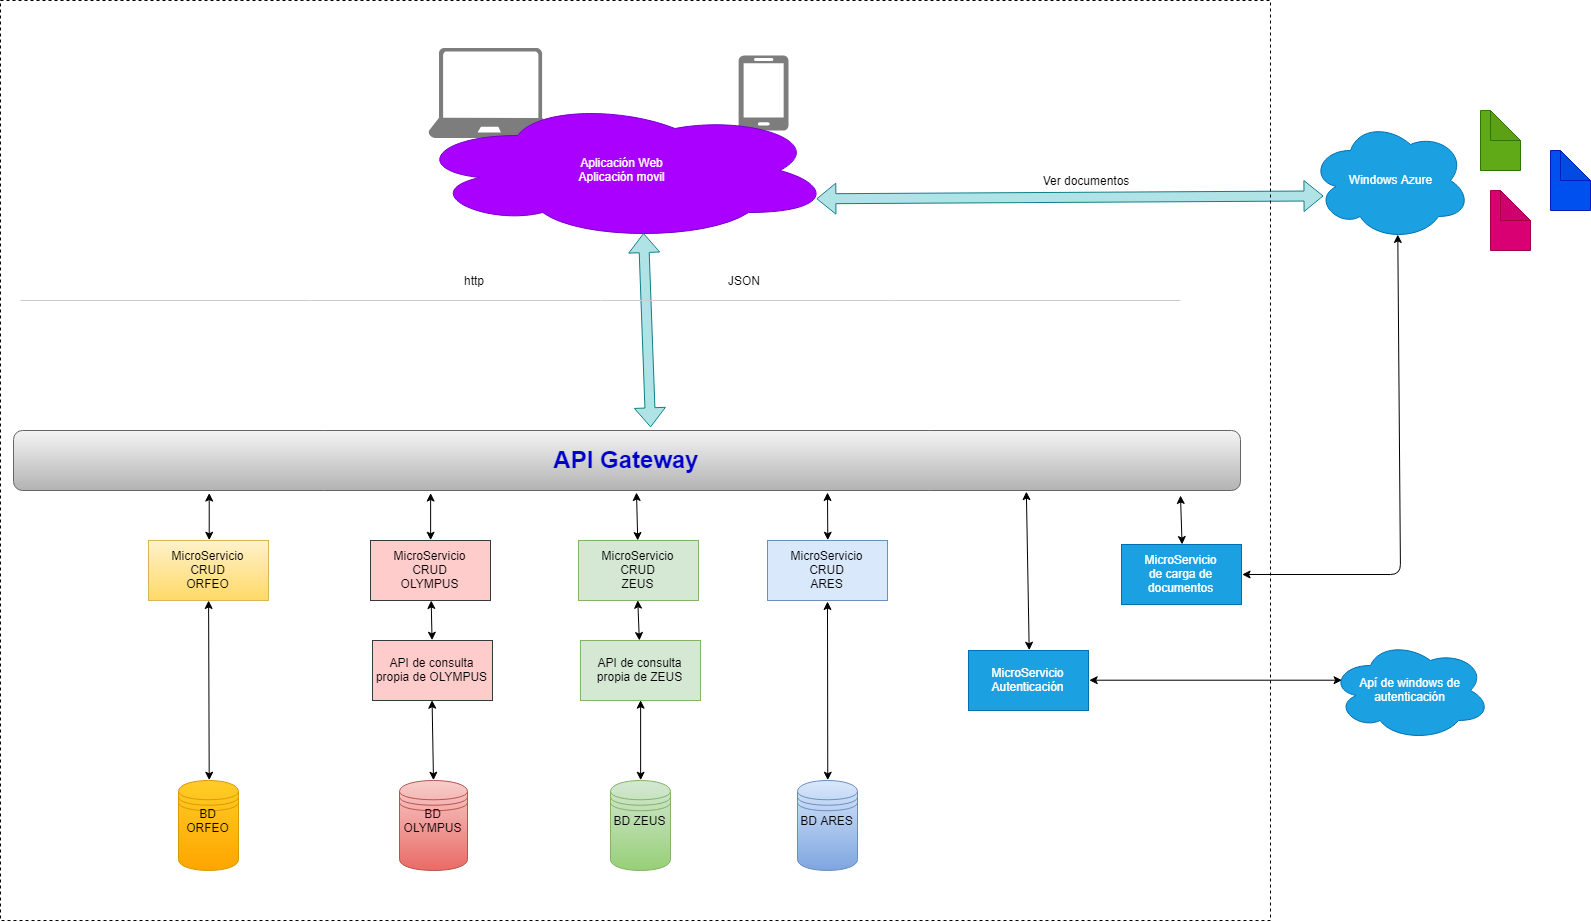 Aplicación Web
Aplicación movil
Ver documentos
Windows Azure
http
JSON
API Gateway
MicroServicio
CRUD
ORFEO
MicroServicio
CRUD
OLYMPUS
MicroServicio
CRUD
ZEUS
MicroServicio
CRUD
ARES
MicroServicio
de carga de
documentos
API de consulta
propia de OLYMPUS
API de consulta
propia de ZEUS
MicroServicio
Autenticación
Apí de windows de
autenticación
BD
ORFEO
BD
OLYMPUS
BD ZEUS
BD ARES